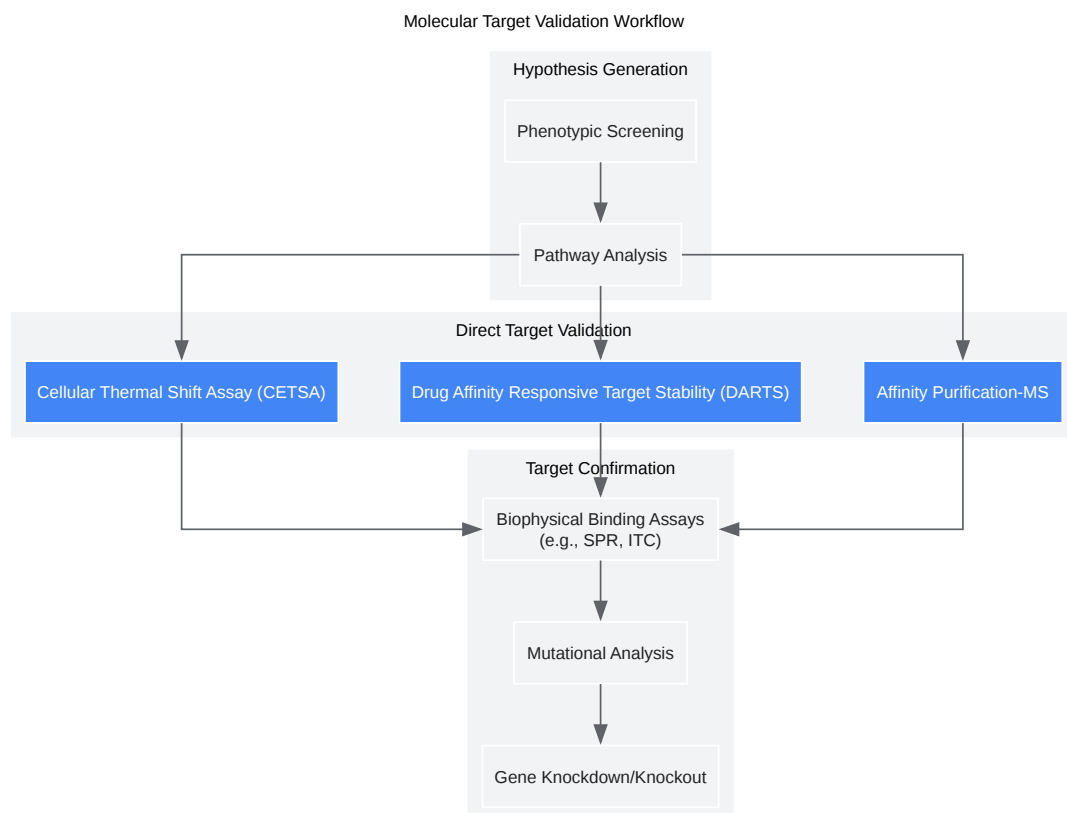 Molecular Target Validation Workflow
Hypothesis Generation
Phenotypic Screening
Pathway Analysis
Direct Target Validation
Cellular Thermal Shift Assay (CETSA)
Drug Affinity Responsive Target Stability (DARTS)
Affinity Purification-MS
Target Confirmation
Biophysical Binding Assays
(e.g., SPR, ITC)
Mutational Analysis
Gene Knockdown/Knockout